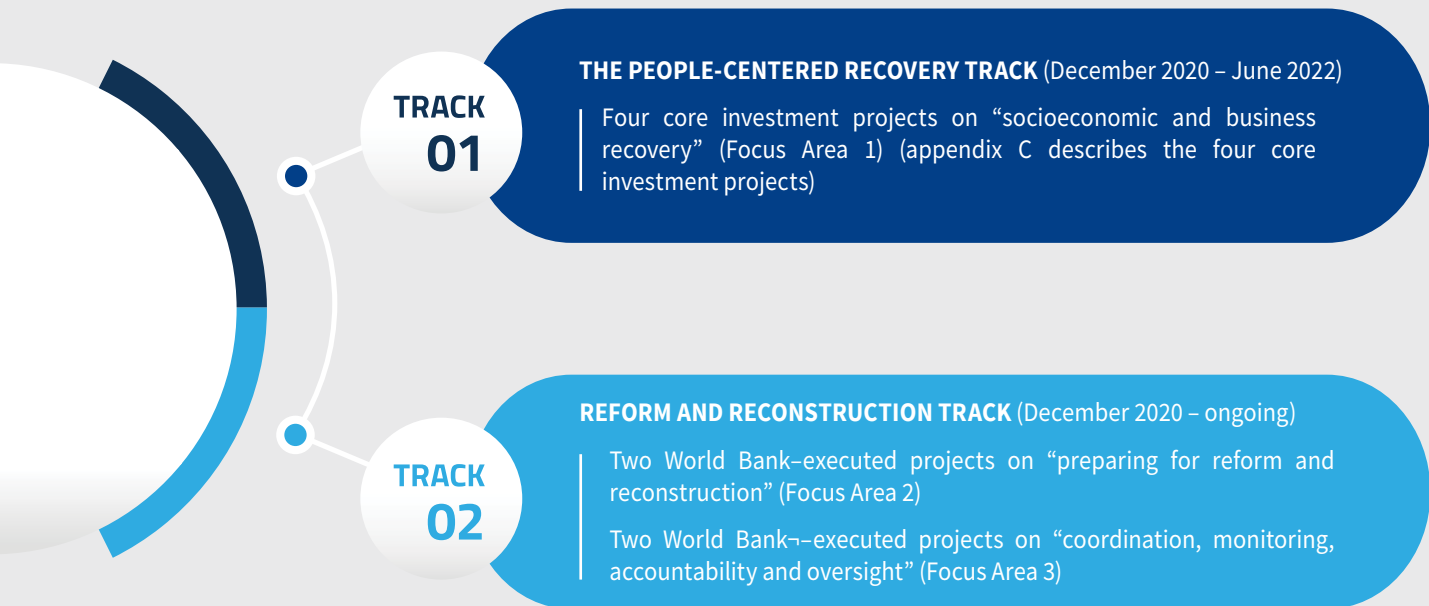 TRACK
01
THE PEOPLE-CENTERED RECOVERY TRACK (December 2020 – June 2022)
Four core investment projects on “socioeconomic and business
recovery” (Focus Area 1) (appendix C describes the four core
investment projects)
TRACK
02
REFORM AND RECONSTRUCTION TRACK (December 2020 – ongoing)
Two World Bank–executed projects on “preparing for reform and
reconstruction” (Focus Area 2)
Two World Bank¬–executed projects on “coordination, monitoring,
accountability and oversight” (Focus Area 3)